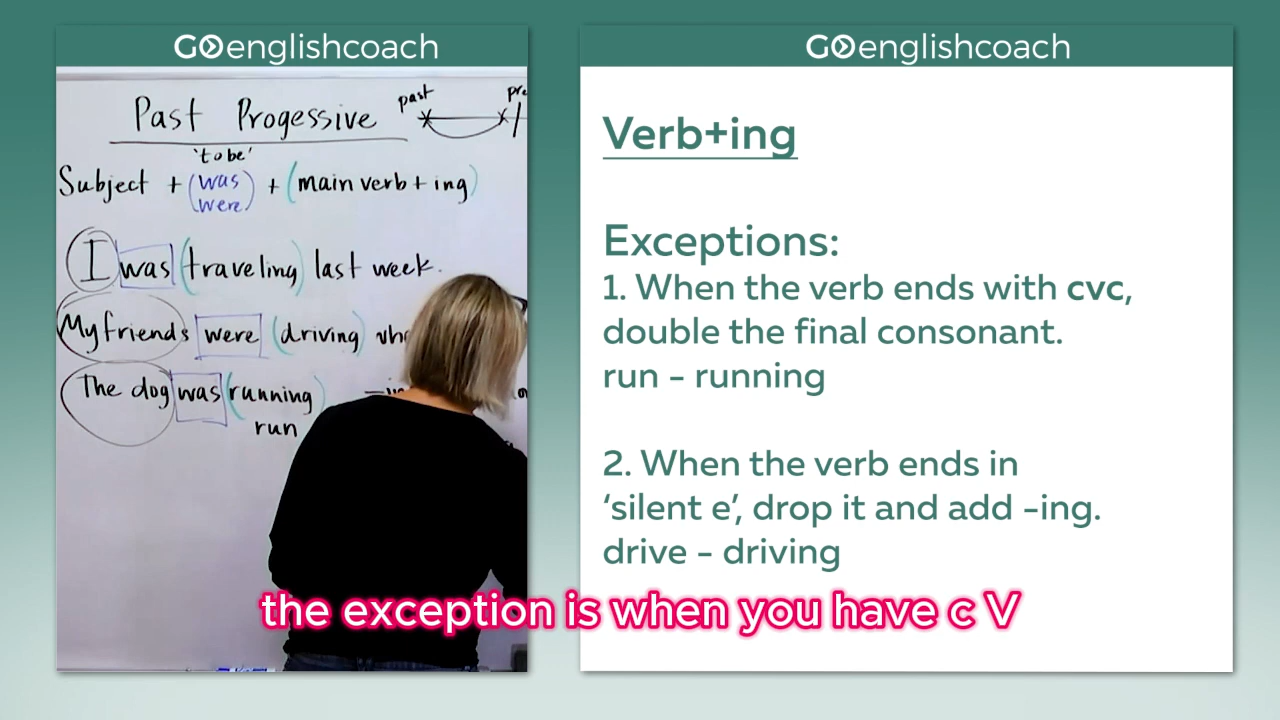 GOenglishcoach
Past Progessive
past
'to be'
Subject + (was were) + (main verb + ing)
I was (traveling) last week.
My friends were (driving)
The dog was (running)
run
GOenglishcoach
Verb+ing
Exceptions:
1. When the verb ends with cvc,
double the final consonant.
run - running
2. When the verb ends in
‘silent e’, drop it and add -ing.
drive - driving
the exception is when you have c V